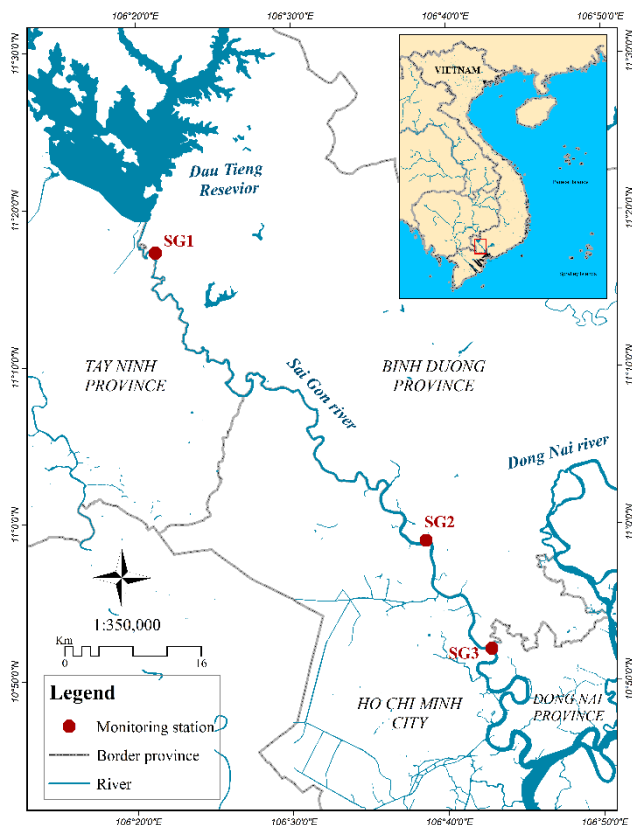 106°20'0"E
106°30'0"E
106°40'0"E
106°50'0"E
11°30'0"N
11°30'0"N
VIETNAM
Dau Tieng
Resevior
11°20'0"N
11°20'0"N
SG1
TAY NINH
PROVINCE
Sai Gon river
BINH DUONG
PROVINCE
11°10'0"N
11°10'0"N
Dong Nai river
SG2
11°0'0"N
11°0'0"N
1:350,000
Km
0
16
SG3
10°50'0"N
10°50'0"N
HO CHI MINH
CITY
DONG NAI
PROVINCE
Legend
Monitoring station
Border province
River
106°20'0"E
106°30'0"E
106°40'0"E
106°50'0"E